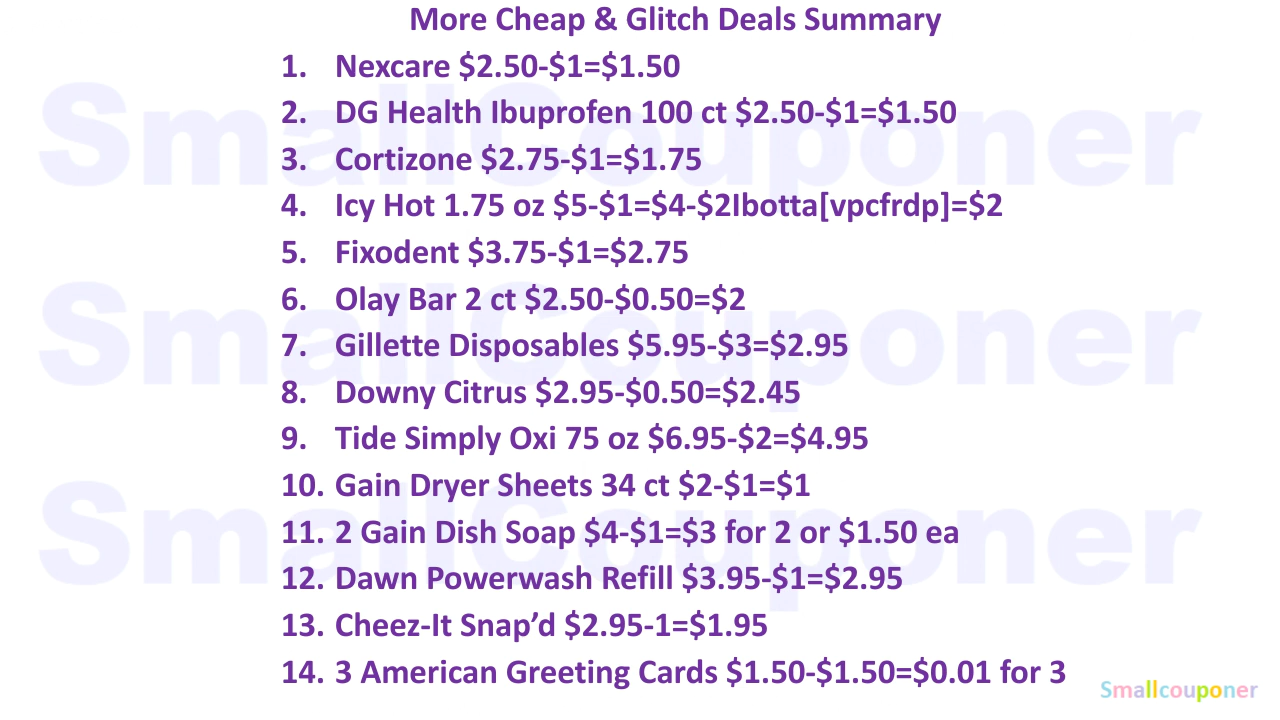 More Cheap & Glitch Deals Summary
1. Nexcare $2.50-$1=$1.50
2. DG Health Ibuprofen 100 ct $2.50-$1=$1.50
3. Cortizone $2.75-$1=$1.75
4. Icy Hot 1.75 oz $5-$1=$4-$2Ibotta[vpcfrdp]=$2
5. Fixodent $3.75-$1=$2.75
6. Olay Bar 2 ct $2.50-$0.50=$2
7. Gillette Disposables $5.95-$3=$2.95
8. Downy Citrus $2.95-$0.50=$2.45
9. Tide Simply Oxi 75 oz $6.95-$2=$4.95
10. Gain Dryer Sheets 34 ct $2-$1=$1
11. 2 Gain Dish Soap $4-$1=$3 for 2 or $1.50 ea
12. Dawn Powerwash Refill $3.95-$1=$2.95
13. Cheez-It Snap’d $2.95-1=$1.95
14. 3 American Greeting Cards $1.50-$1.50=$0.01 for 3
SmallCouponer
SmallCouponer
SmallCouponer
Smallcouponer